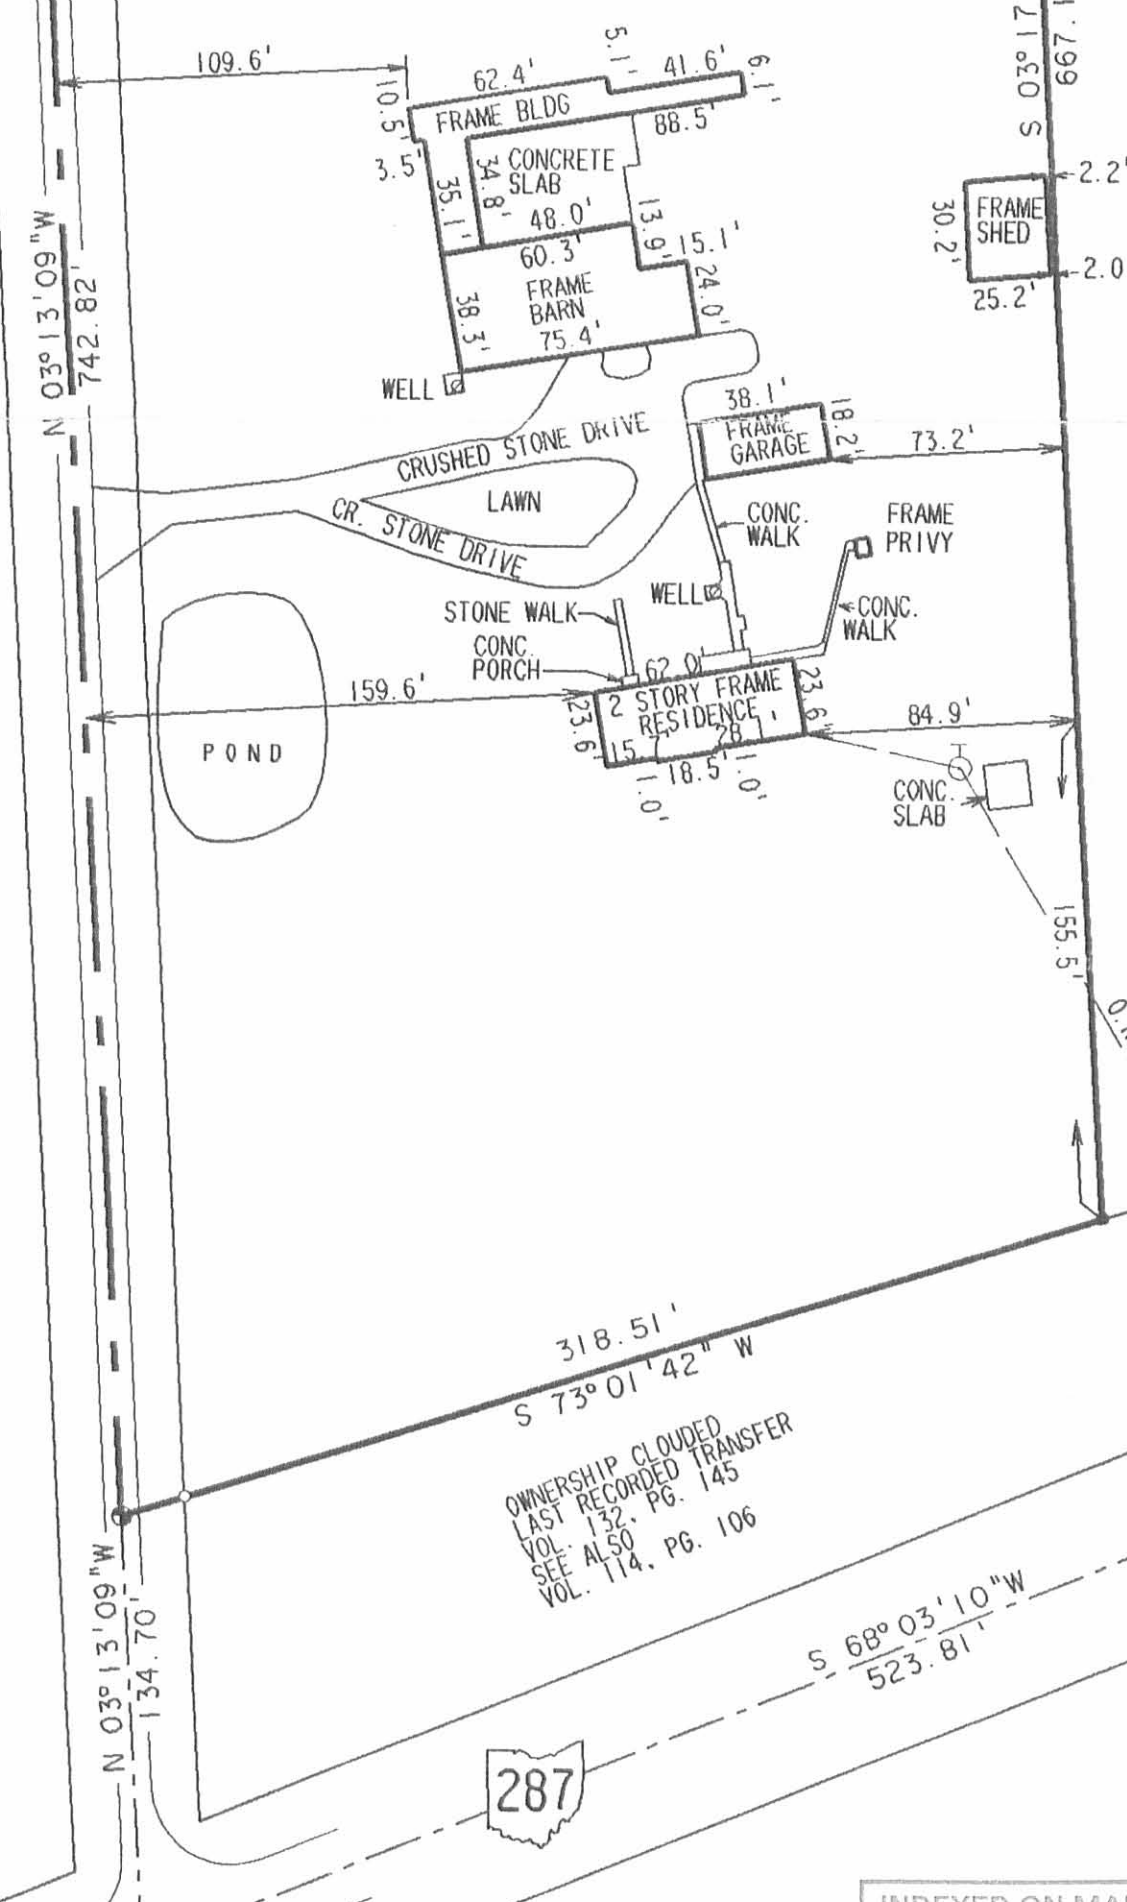 109.6'
62.4'
5.1'
41.6'
6.1'
10.5'
FRAME BLDG
88.5'
3.5'
35.1'
34.8'
CONCRETE
SLAB
48.0'
13.9'
15.1'
60.3'
FRAME
BARN
24.0'
38.3'
75.4'
WELL
N 03°13'09"W
742.82'
S 03°17
2.2'
30.2'
FRAME
SHED
25.2'
2.0
38.1'
18.2'
FRAME
GARAGE
73.2'
CRUSHED STONE DRIVE
LAWN
CR. STONE DRIVE
CONC.
WALK
FRAME
PRIVY
WELL
STONE WALK
CONC.
WALK
CONC.
PORCH
62.0'
159.6'
2 STORY FRAME
RESIDENCE
23.6'
23.6'
15.7'
28.1'
18.5'
1.0'
1.0'
84.9'
POND
CONC.
SLAB
155.5'
318.51'
S 73°01'42" W
OWNERSHIP CLOUDED
LAST RECORDED TRANSFER
VOL. 132, PG. 145
SEE ALSO
VOL. 114, PG. 106
N 03°13'09"W
134.70'
S 68°03'10"W
523.81'
287
INDEXED ON MAP